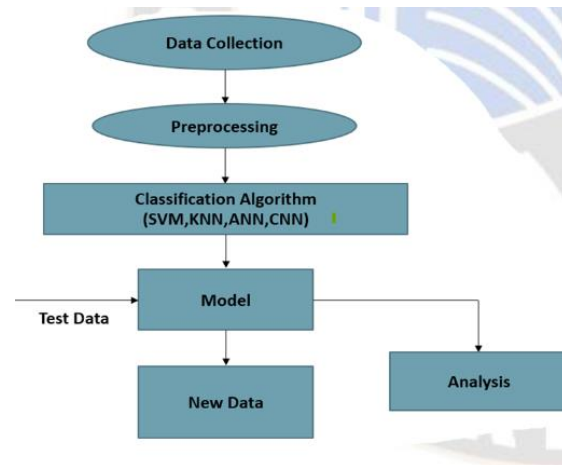 Data Collection
Preprocessing
Classification Algorithm
(SVM,KNN,ANN,CNN)
Model
Test Data
New Data
Analysis